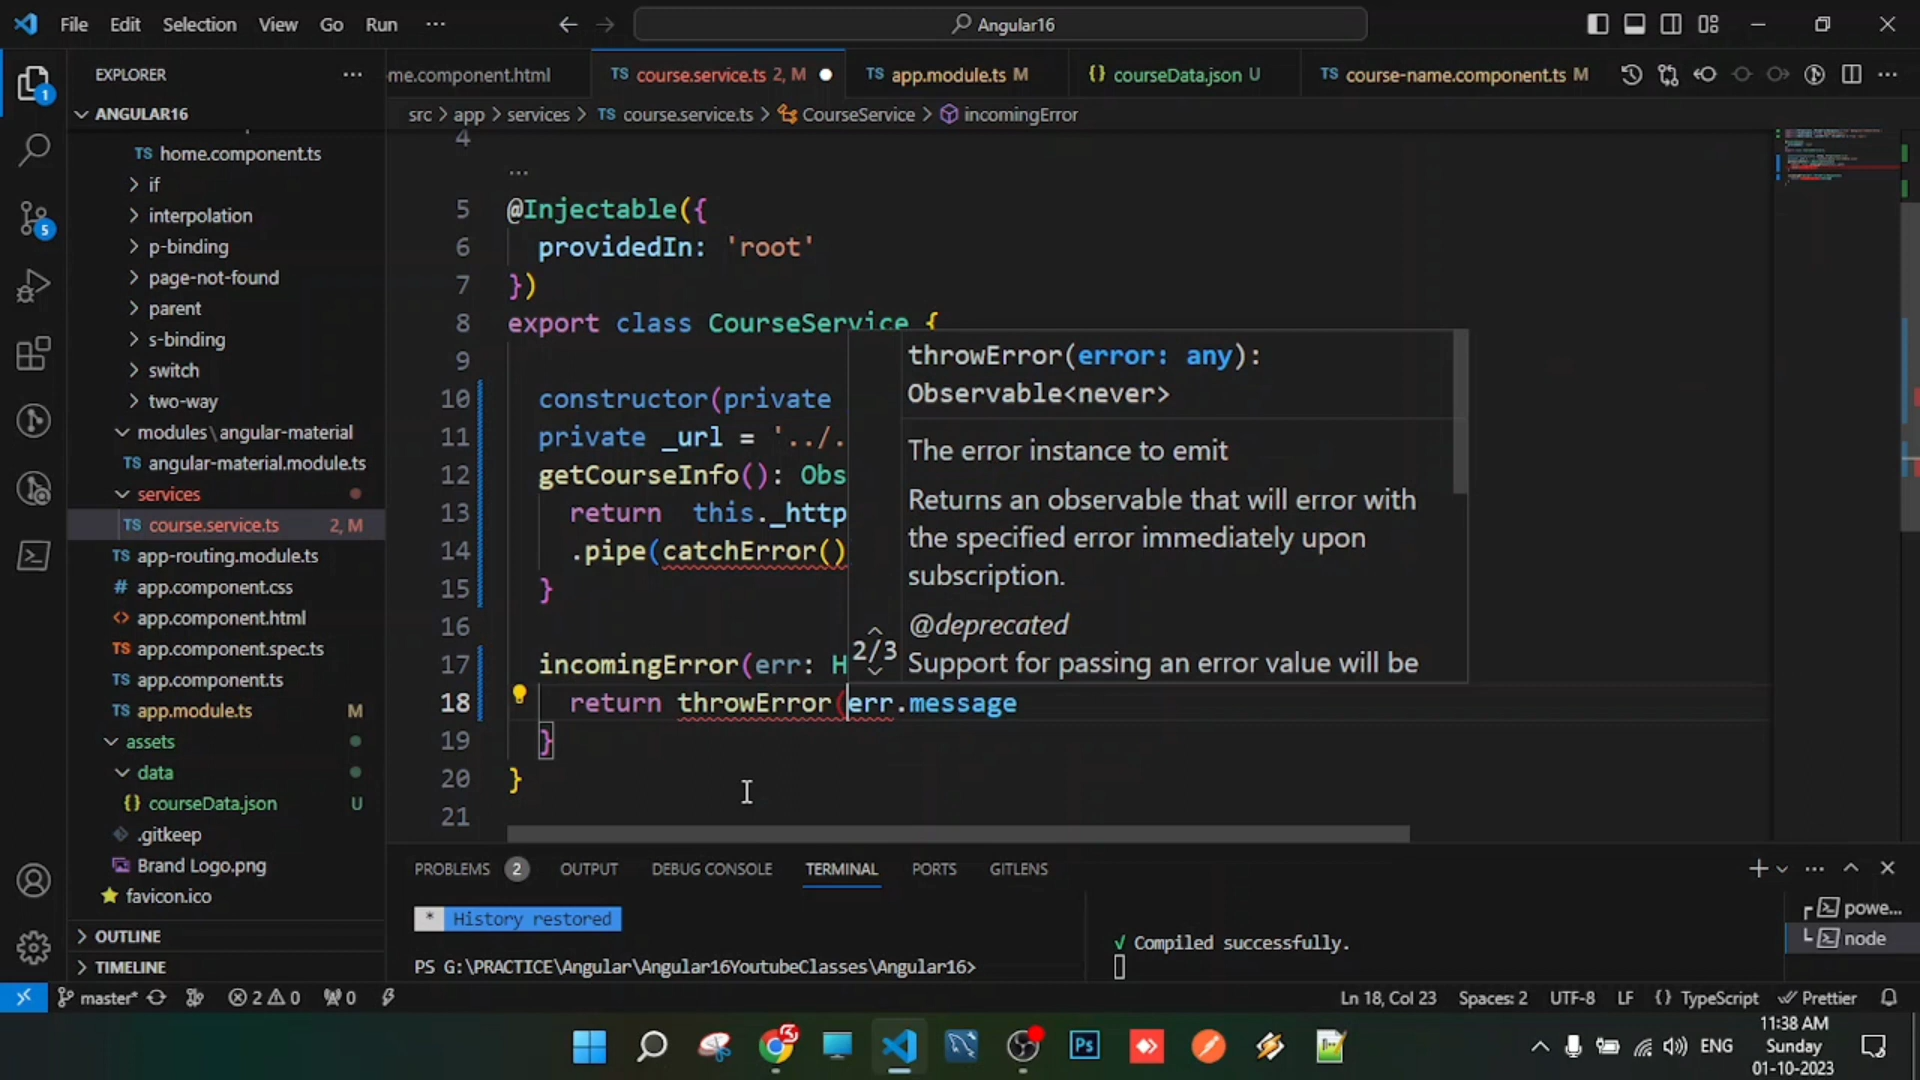 File Edit Selection View Go Run ··· Angular16
EXPLORER
ANGULAR16
home.component.ts
if
interpolation
p-binding
page-not-found
parent
s-binding
switch
two-way
modules\angular-material
TS angular-material.module.ts
services
TS course.service.ts 2, M
TS app-routing.module.ts
# app.component.css
<> app.component.html
TS app.component.spec.ts
TS app.component.ts
TS app.module.ts M
assets
data
{} courseData.json U
.gitkeep
Brand Logo.png
favicon.ico
OUTLINE
TIMELINE
me.component.html TS course.service.ts 2, M TS app.module.ts M {} courseData.json U TS course-name.component.ts M
src > app > services > TS course.service.ts > CourseService > incomingError
4
...
5 @Injectable({
6 providedIn: 'root'
7 })
8 export class CourseService {
9
10 constructor(private
11 private _url = '../.
12 getCourseInfo(): Obs
13 return this._http
14 .pipe(catchError()
15 }
16
17 incomingError(err: H
18 return throwError(err.message
19 }
20 }
21
throwError(error: any):
Observable<never>
The error instance to emit
Returns an observable that will error with
the specified error immediately upon
subscription.
@deprecated
2/3
Support for passing an error value will be
PROBLEMS 2 OUTPUT DEBUG CONSOLE TERMINAL PORTS GITLENS
* History restored
PS G:\PRACTICE\Angular\Angular16YoutubeClasses\Angular16>
√ Compiled successfully.
powe...
node
master* 2 0 0 Ln 18, Col 23 Spaces: 2 UTF-8 LF {} TypeScript Prettier
ENG
11:38 AM
Sunday
01-10-2023